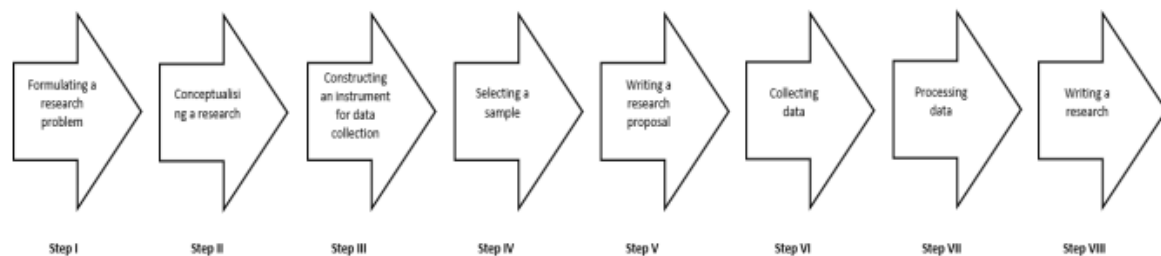 Formulating a
research
problem
Conceptualisi
ng a research
Constructing
an instrument
for data
collection
Selecting a
sample
Writing a
research
proposal
Collecting
data
Processing
data
Writing a
research
Step I
Step II
Step III
Step IV
Step V
Step VI
Step VII
Step VIII